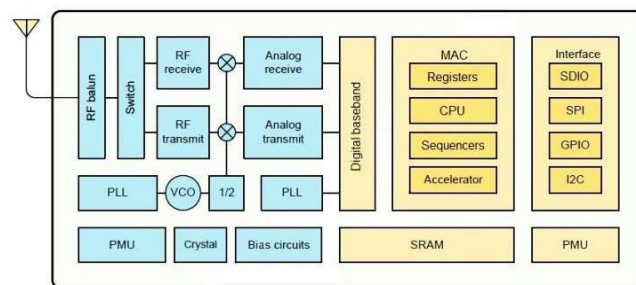 RF balun
Switch
RF
receive
Analog
receive
RF
transmit
Analog
transmit
PLL
VCO
1/2
PLL
Digital baseband
MAC
Registers
CPU
Sequencers
Accelerator
Interface
SDIO
SPI
GPIO
I2C
PMU
Crystal
Bias circuits
SRAM
PMU